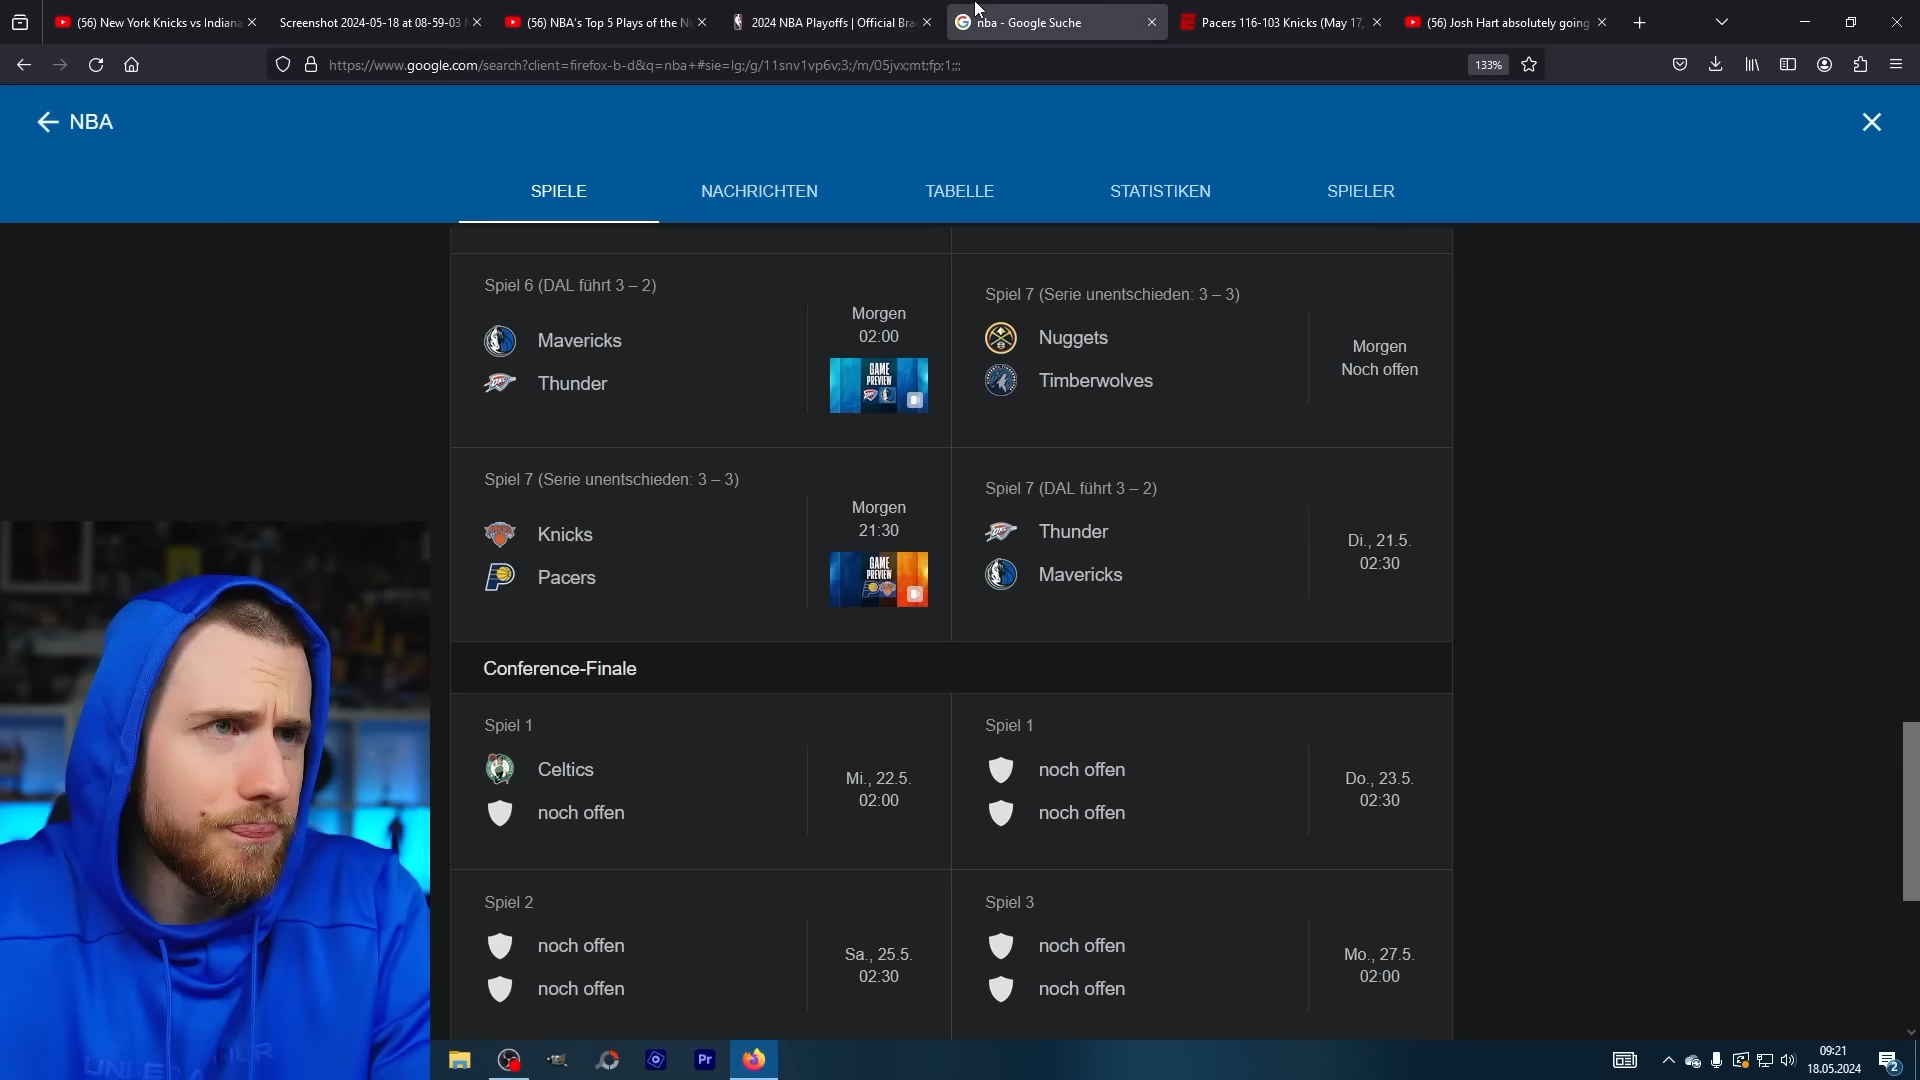 (56) New York Knicks vs Indiana
Screenshot 2024-05-18 at 08-59-03
(56) NBA's Top 5 Plays of the Ni
2024 NBA Playoffs | Official Bra
nba - Google Suche
Pacers 116-103 Knicks (May 17,
(56) Josh Hart absolutely going
https://www.google.com/search?client=firefox-b-d&q=nba+#sie=lg;/g/11snv1vp6v;3;/m/05jvx;mt;fp;1;;;
133%
NBA
SPIELE
NACHRICHTEN
TABELLE
STATISTIKEN
SPIELER
Spiel 6 (DAL führt 3 – 2)
Mavericks
Thunder
Morgen
02:00
GAME
PREVIEW
Spiel 7 (Serie unentschieden: 3 – 3)
Nuggets
Timberwolves
Morgen
Noch offen
Spiel 7 (Serie unentschieden: 3 – 3)
Knicks
Pacers
Morgen
21:30
GAME
PREVIEW
Spiel 7 (DAL führt 3 – 2)
Thunder
Mavericks
Di., 21.5.
02:30
Conference-Finale
Spiel 1
Celtics
noch offen
Mi., 22.5.
02:00
Spiel 1
noch offen
noch offen
Do., 23.5.
02:30
Spiel 2
noch offen
noch offen
Sa., 25.5.
02:30
Spiel 3
noch offen
noch offen
Mo., 27.5.
02:00
Pr
09:21
18.05.2024
2